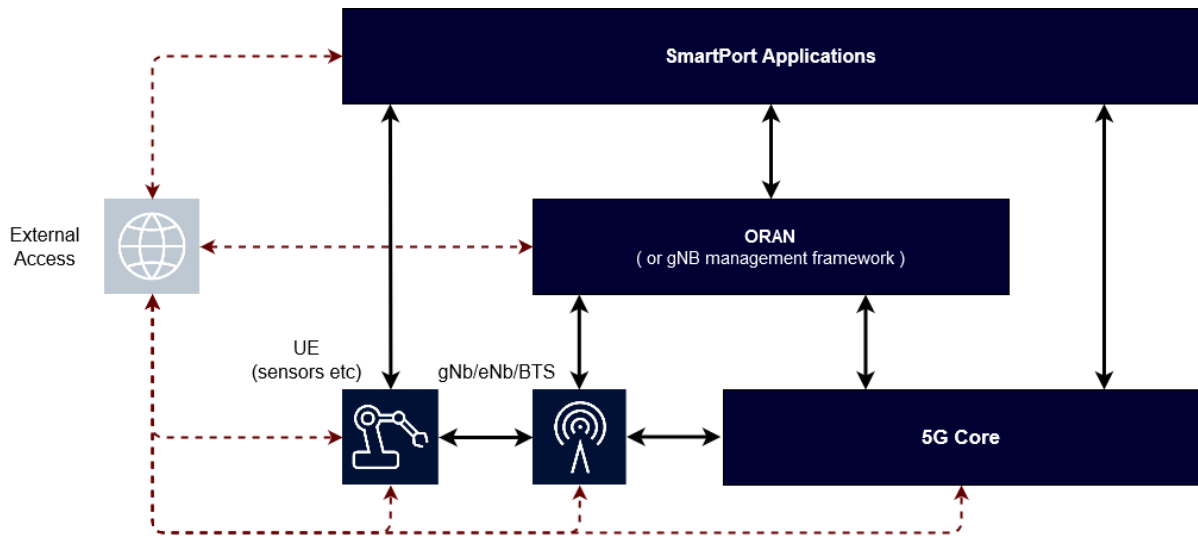 SmartPort Applications
External
Access
ORAN
( or gNB management framework )
UE
(sensors etc)
gNb/eNb/BTS
5G Core